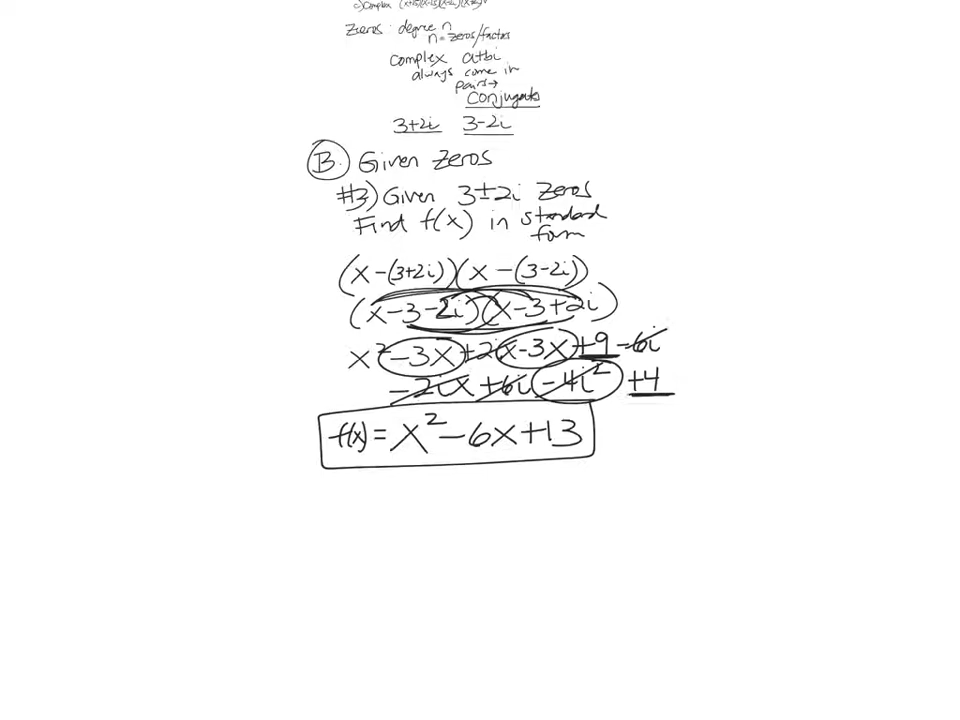 c) Complex
Zeros: degree n
n = zeros/factors
complex a+bi
always come in
pairs →
conjugates
3+2i 3-2i
B. Given zeros
#3) Given 3±2i zeros
Find f(x) in standard
form
(x-(3+2i))(x-(3-2i))
(x-3-2i)(x-3+2i)
x²-3x+2ix-3x+9-6i
-2ix+6i-4i² +4
f(x)=x²-6x+13